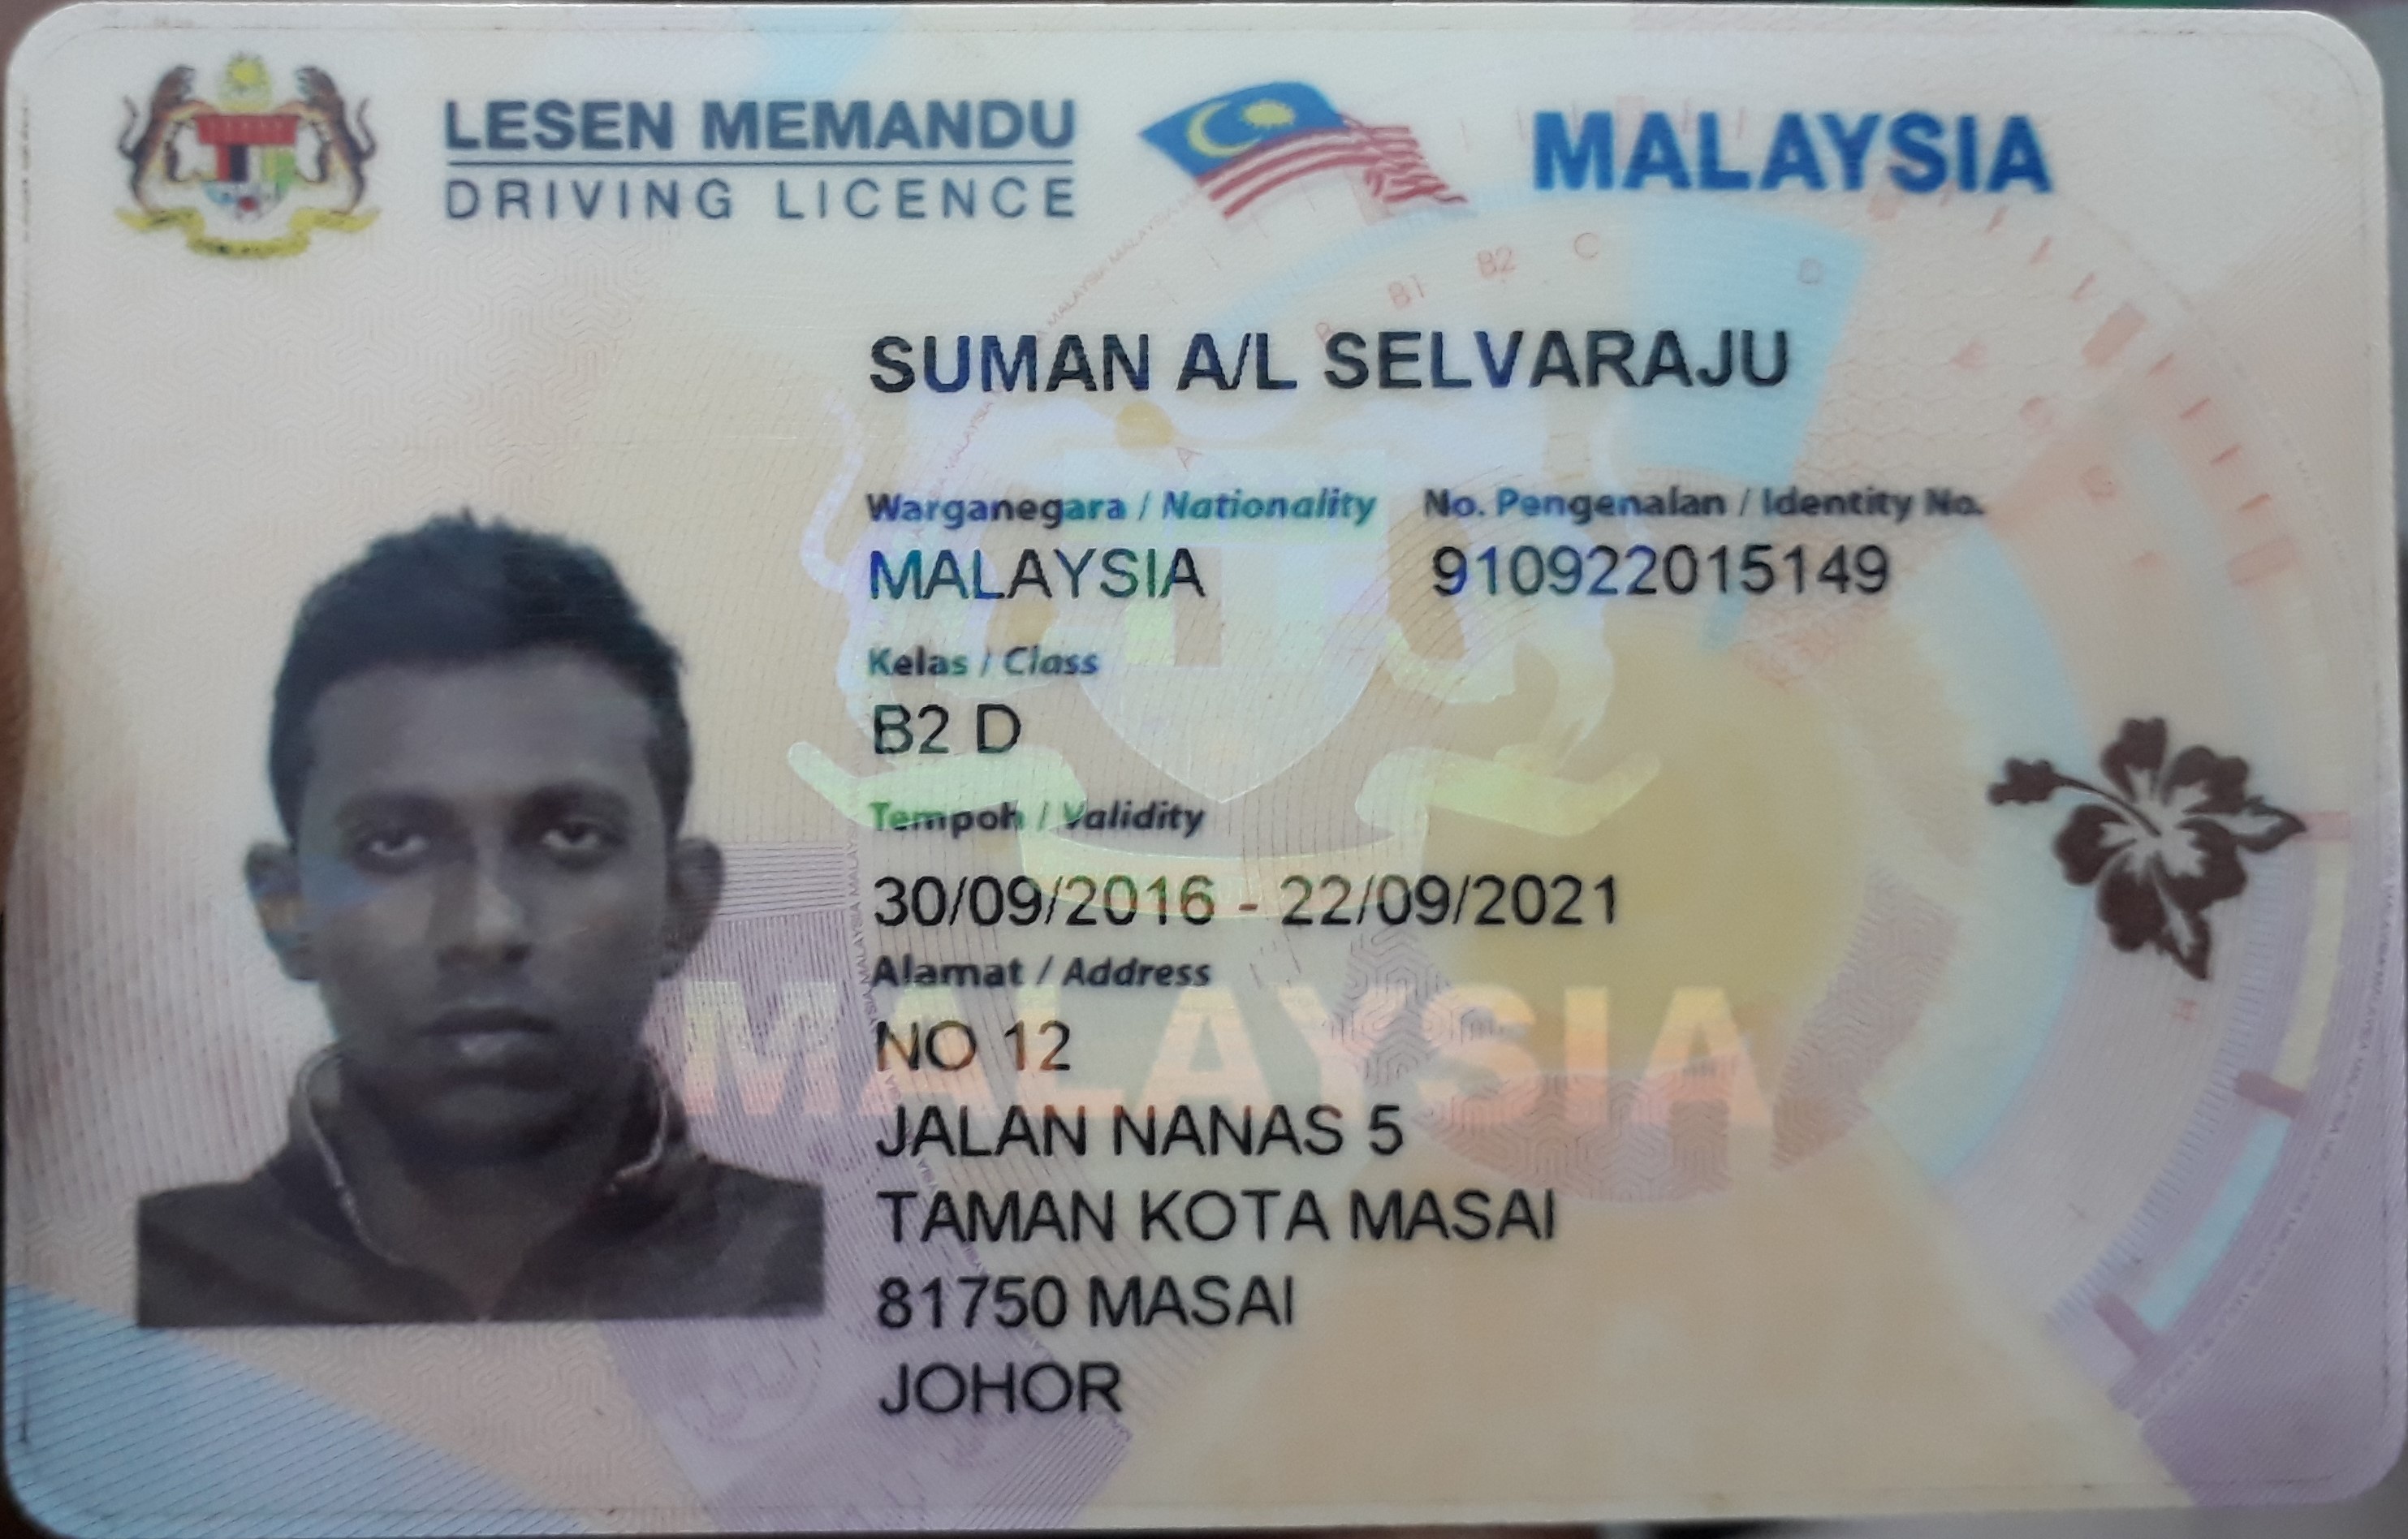 LESEN MEMANDU
DRIVING LICENCE
MALAYSIA
SUMAN A/L SELVARAJU
Warganegara / Nationality No. Pengenalan / Identity No.
MALAYSIA 910922015149
Kelas / Class
B2 D
Tempoh / Validity
30/09/2016 - 22/09/2021
Alamat / Address
MALAYSIA
NO 12
JALAN NANAS 5
TAMAN KOTA MASAI
81750 MASAI
JOHOR